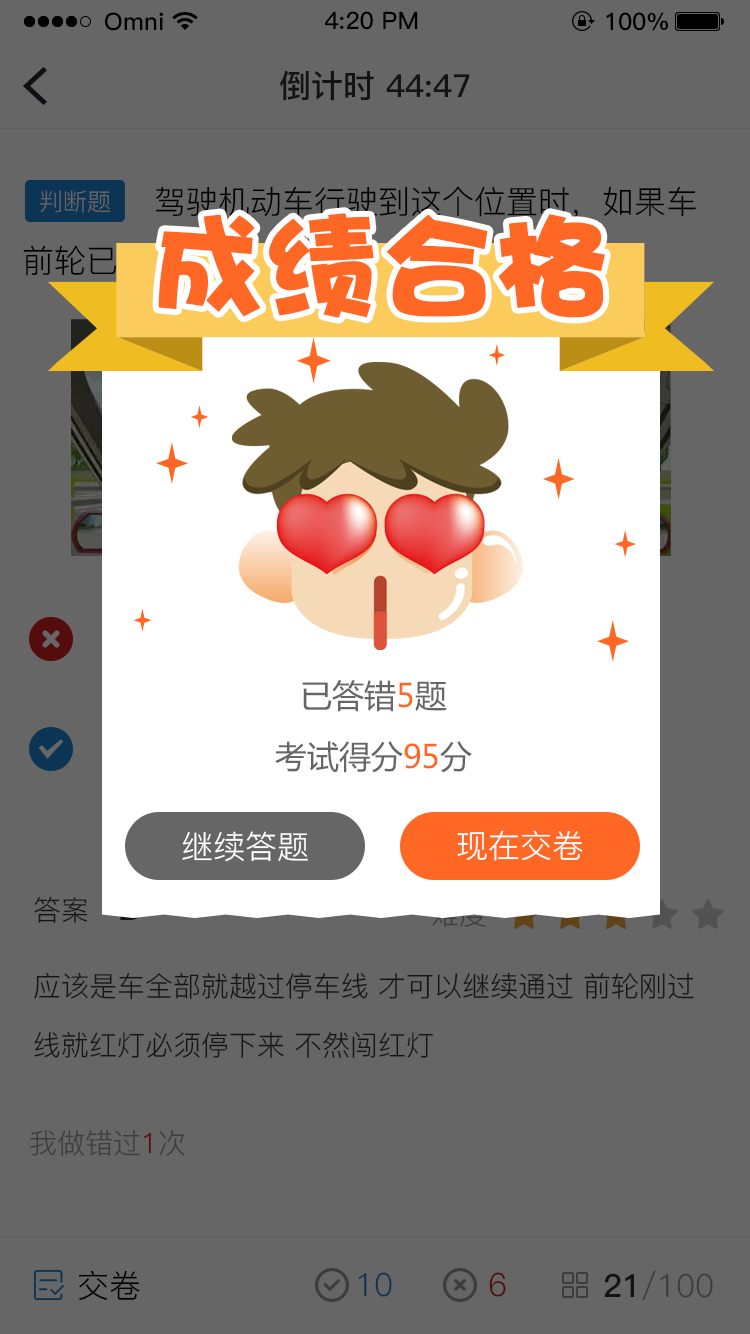 Omni 4:20 PM 100%
倒计时 44:47
判断题 驾驶机动车行驶到这个位置时，如果车
前轮已
成绩合格
已答错5题
考试得分95分
继续答题 现在交卷
答案 难度
应该是车全部就越过停车线 才可以继续通过 前轮刚过
线就红灯必须停下来 不然闯红灯
我做错过1次
交卷 10 6 21/100